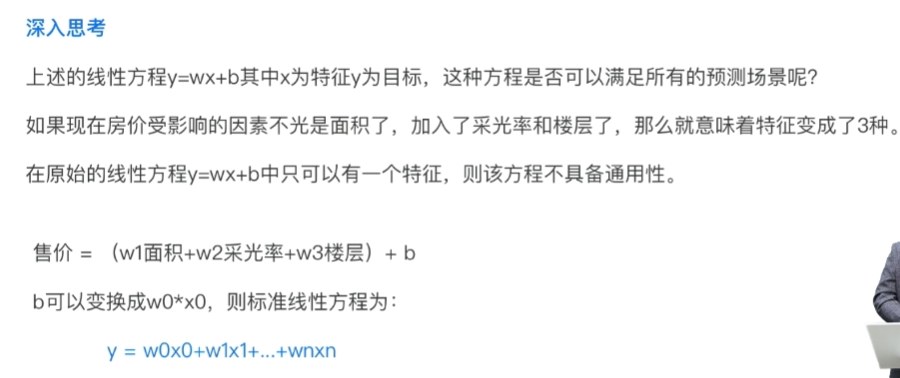 深入思考
上述的线性方程y=wx+b其中x为特征y为目标，这种方程是否可以满足所有的预测场景呢？
如果现在房价受影响的因素不光是面积了，加入了采光率和楼层了，那么就意味着特征变成了3种。
在原始的线性方程y=wx+b中只可以有一个特征，则该方程不具备通用性。
售价 = （w1面积+w2采光率+w3楼层）+ b
b可以变换成w0*x0，则标准线性方程为：
y = w0x0+w1x1+...+wnxn